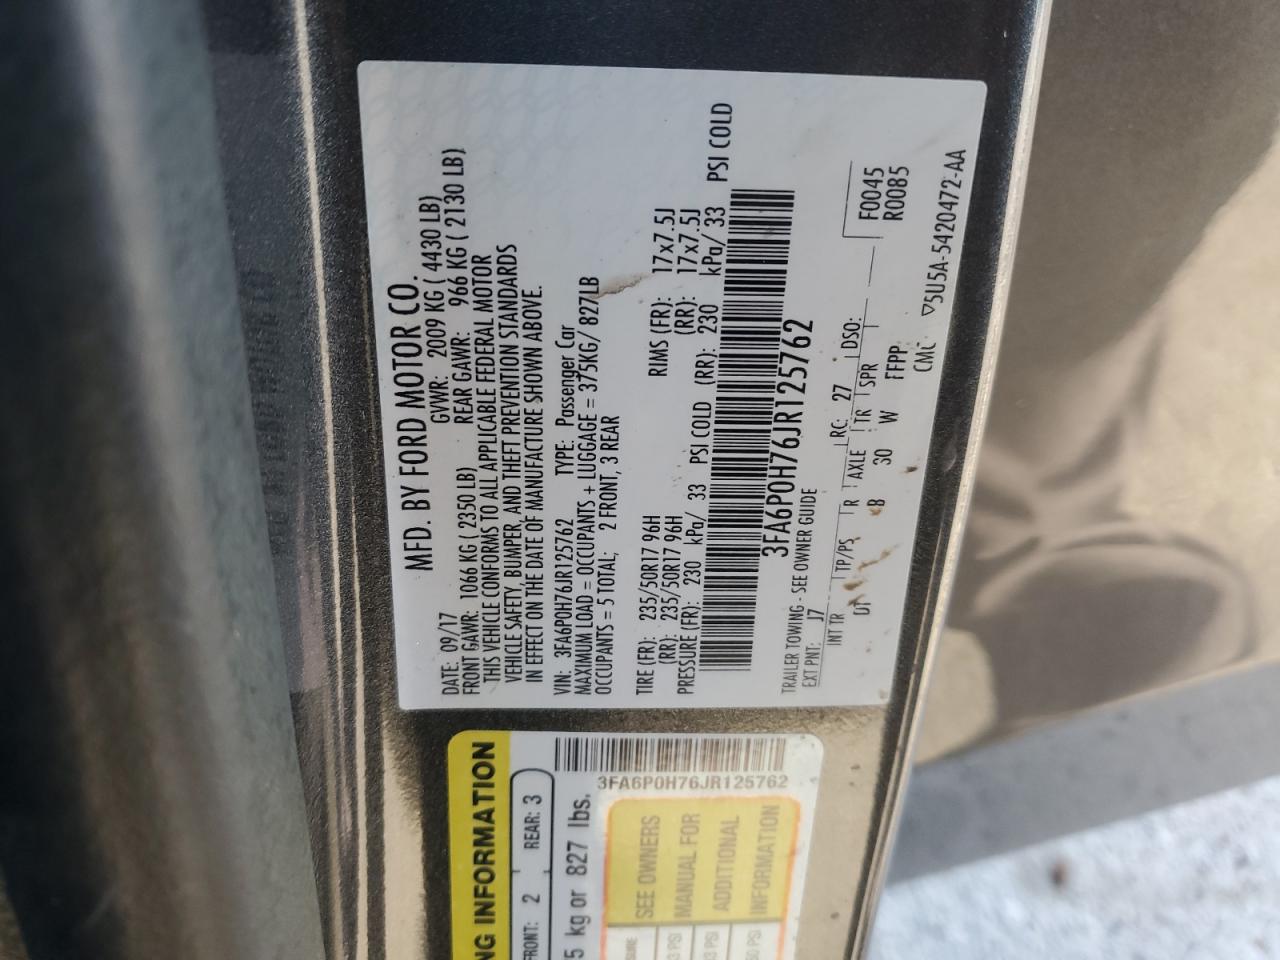 MFD. BY FORD MOTOR CO.
DATE: 09/17 GVWR: 2009 KG ( 4430 LB)
FRONT GAWR: 1066 KG ( 2350 LB) REAR GAWR: 966 KG ( 2130 LB)
THIS VEHICLE CONFORMS TO ALL APPLICABLE FEDERAL MOTOR
VEHICLE SAFETY, BUMPER, AND THEFT PREVENTION STANDARDS
IN EFFECT ON THE DATE OF MANUFACTURE SHOWN ABOVE.
VIN: 3FA6P0H76JR125762 TYPE: Passenger Car
MAXIMUM LOAD = OCCUPANTS + LUGGAGE = 375KG/ 827LB
OCCUPANTS = 5 TOTAL; 2 FRONT, 3 REAR
TIRE (FR): 235/50R17 96H RIMS (FR): 17x7.5J
(RR): 235/50R17 96H (RR): 17x7.5J
PRESSURE (FR): 230 kPa/ 33 PSI COLD (RR): 230 kPa/ 33 PSI COLD
3FA6P0H76JR125762
TRAILER TOWING - SEE OWNER GUIDE
EXT PNT: J7 RC: 27 DSO: F0045
R0085
INT TR TP/PS R AXLE TR SPR
DT B 30 W FFPP
CMC ▽5U5A-5420472-AA
NG INFORMATION
FRONT: 2 REAR: 3
5 kg or 827 lbs.
3FA6P0H76JR125762
SEE OWNERS
MANUAL FOR
ADDITIONAL
INFORMATION
PSI
PSI
PSI